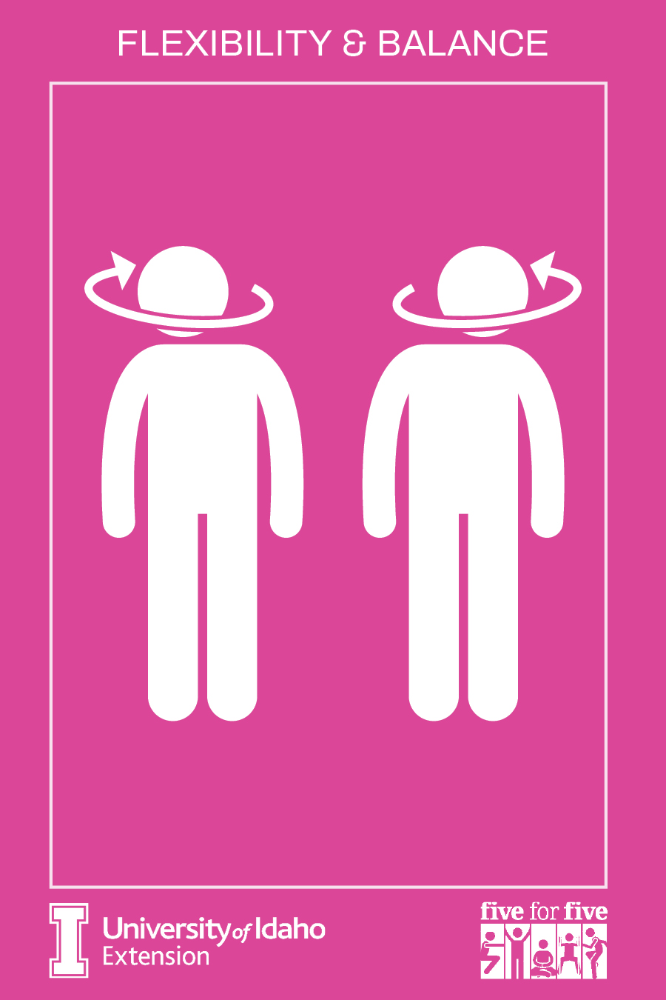 FLEXIBILITY & BALANCE
University of Idaho
Extension
five for five